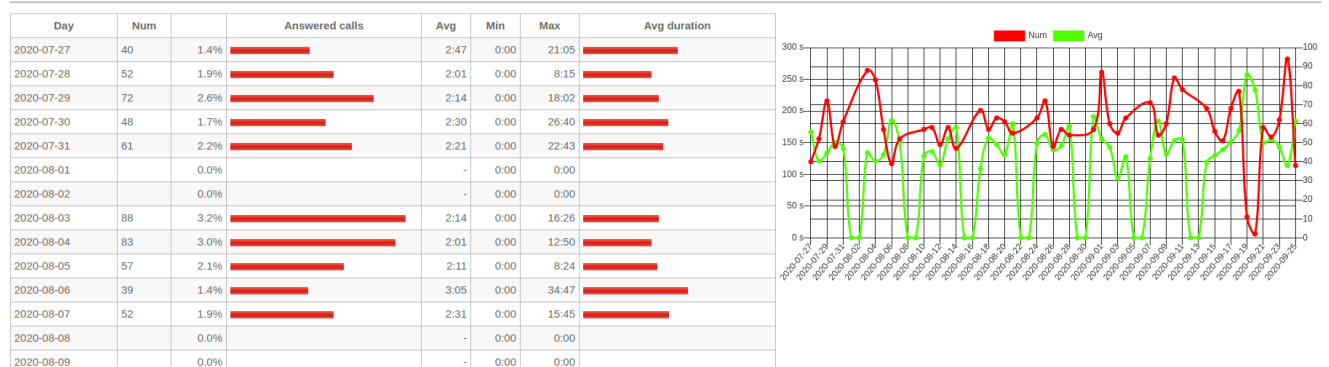 Day Num Answered calls Avg Min Max Avg duration
2020-07-27 40 1.4% 2:47 0:00 21:05
2020-07-28 52 1.9% 2:01 0:00 8:15
2020-07-29 72 2.6% 2:14 0:00 18:02
2020-07-30 48 1.7% 2:30 0:00 26:40
2020-07-31 61 2.2% 2:21 0:00 22:43
2020-08-01 0.0% - 0:00 0:00
2020-08-02 0.0% - 0:00 0:00
2020-08-03 88 3.2% 2:14 0:00 16:26
2020-08-04 83 3.0% 2:01 0:00 12:50
2020-08-05 57 2.1% 2:11 0:00 8:24
2020-08-06 39 1.4% 3:05 0:00 34:47
2020-08-07 52 1.9% 2:31 0:00 15:45
2020-08-08 0.0% - 0:00 0:00
2020-08-09 0.0% - 0:00 0:00
Num Avg
300 s 100
90
250 s
80
200 s
70
60
150 s
50
100 s
40
30
50 s
20
10
0 s 0
2020-07-27
2020-07-29
2020-07-31
2020-08-02
2020-08-04
2020-08-06
2020-08-08
2020-08-10
2020-08-12
2020-08-14
2020-08-16
2020-08-18
2020-08-20
2020-08-22
2020-08-24
2020-08-26
2020-08-28
2020-08-30
2020-09-01
2020-09-03
2020-09-05
2020-09-07
2020-09-09
2020-09-11
2020-09-13
2020-09-15
2020-09-17
2020-09-19
2020-09-21
2020-09-23
2020-09-25